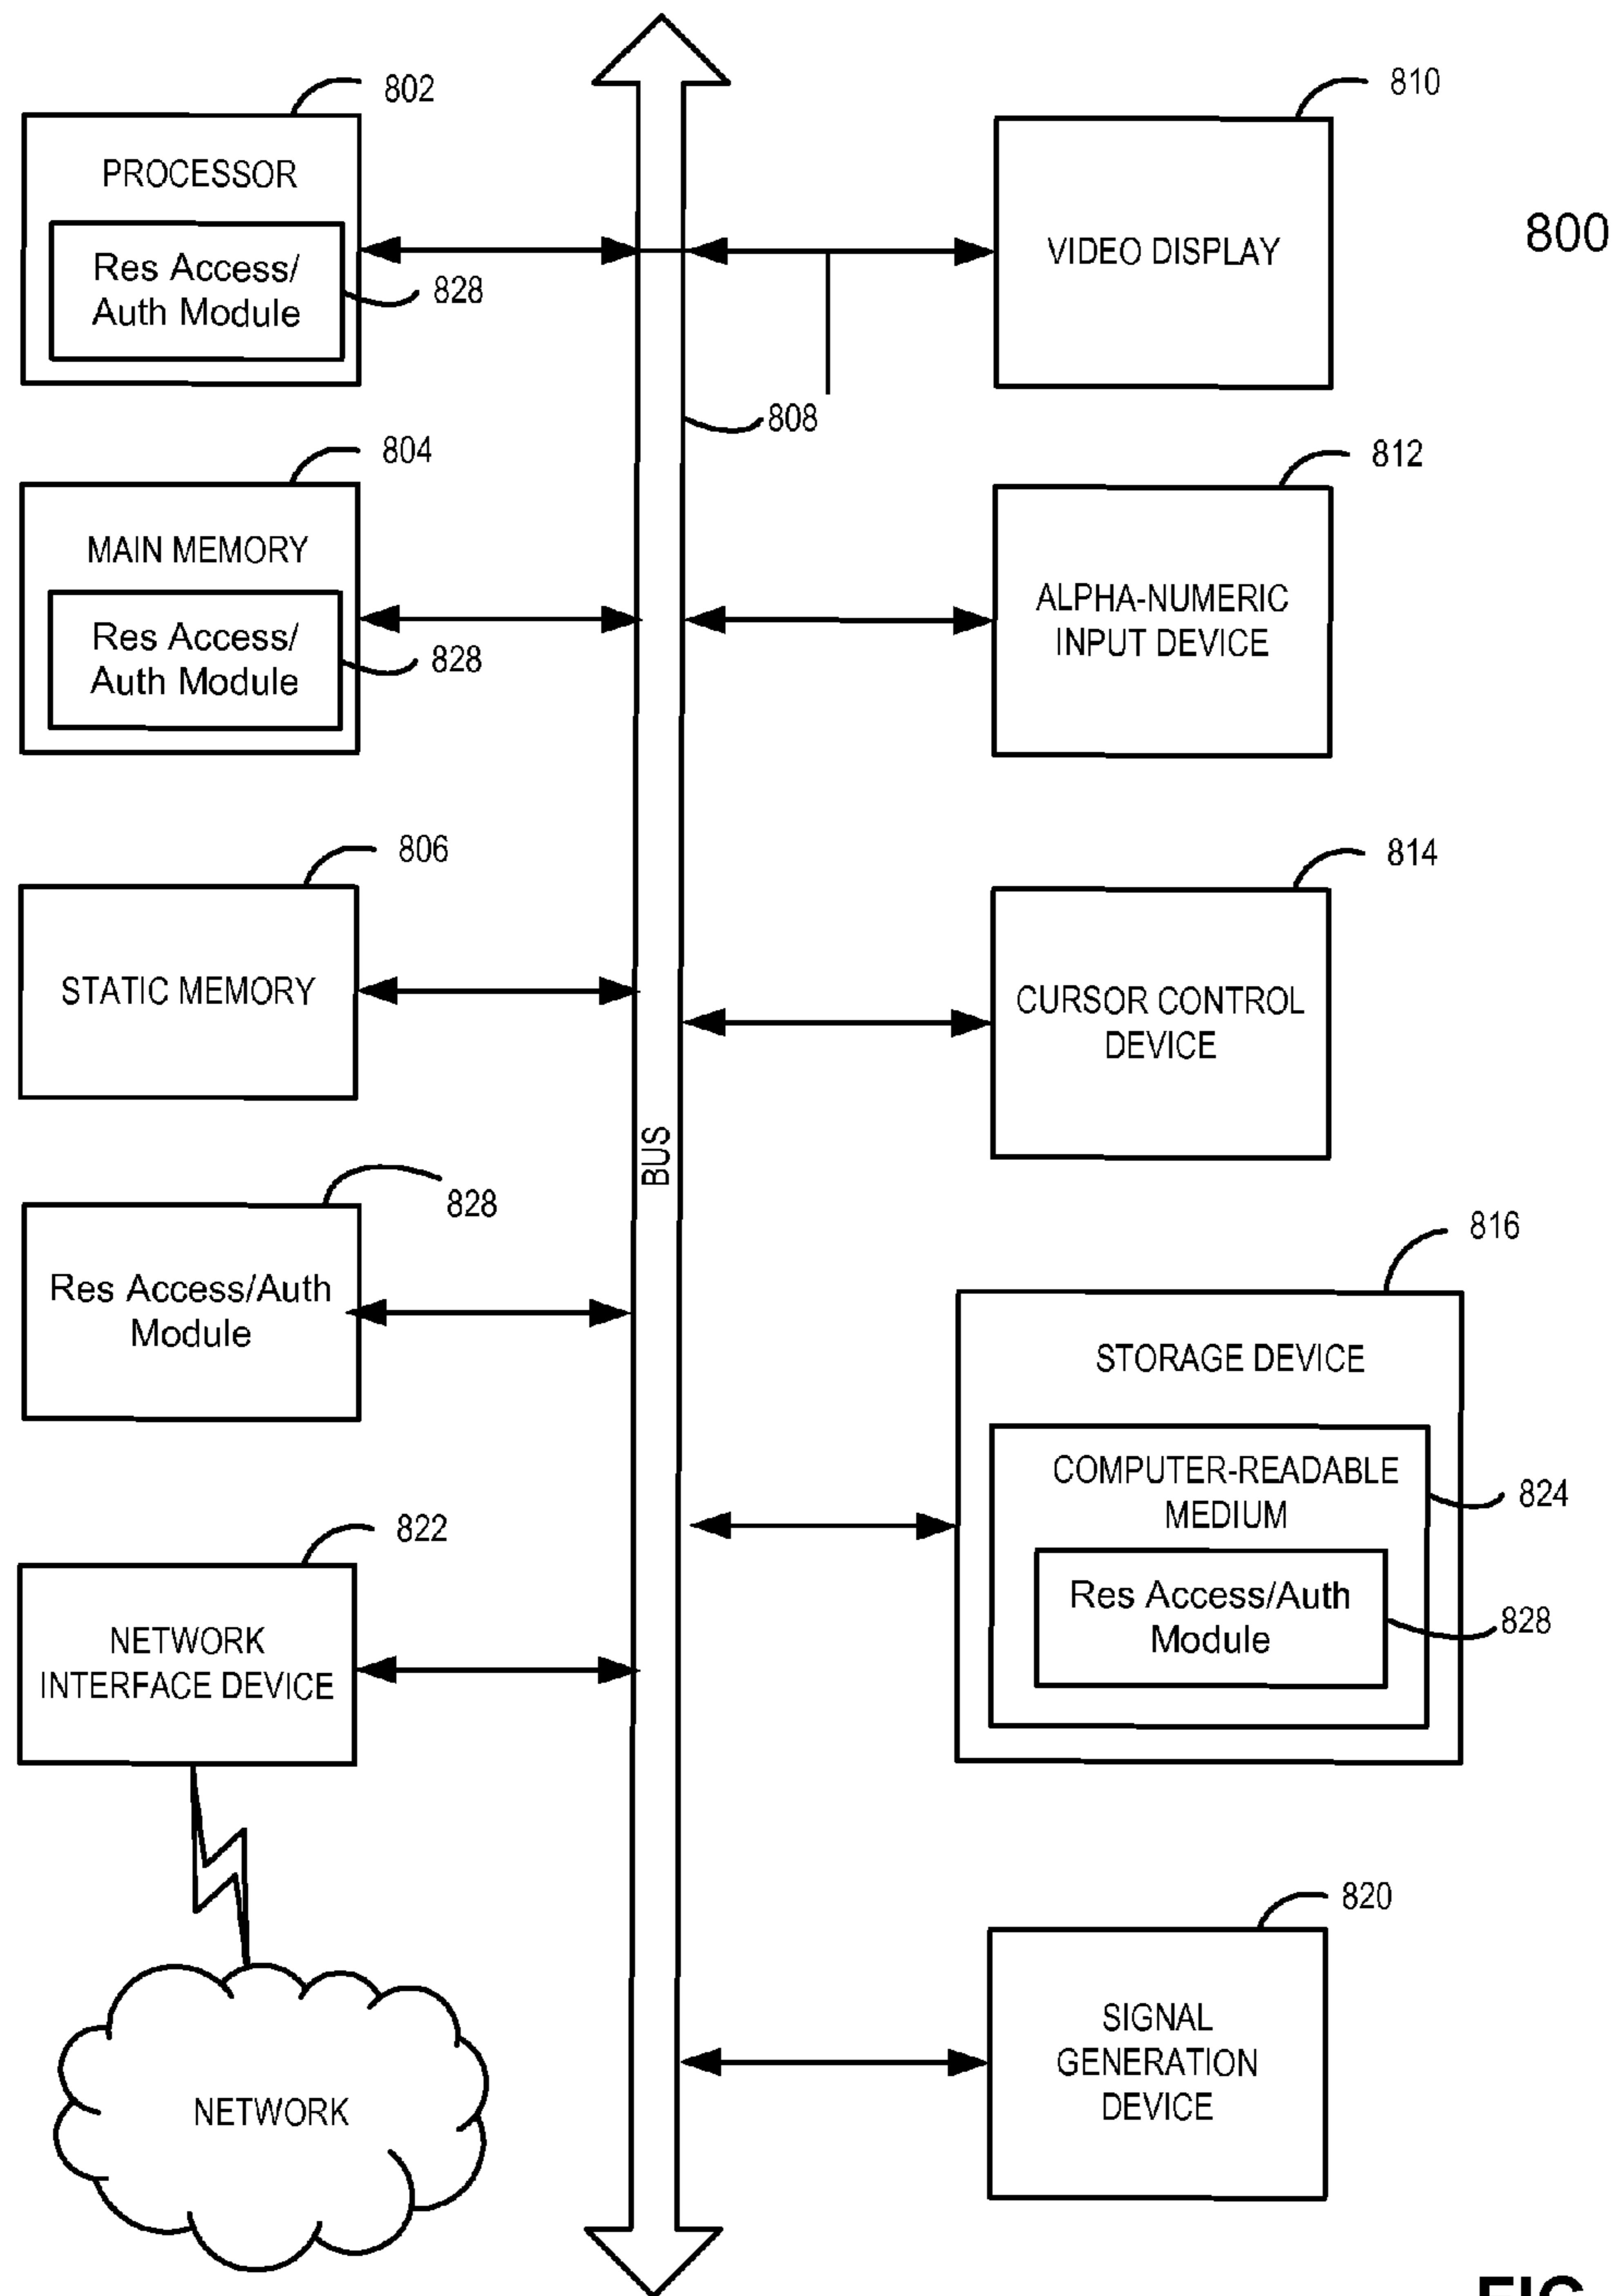 802
PROCESSOR
Res Access/
Auth Module
828
810
VIDEO DISPLAY
800
808
804
MAIN MEMORY
Res Access/
Auth Module
828
812
ALPHA-NUMERIC
INPUT DEVICE
806
STATIC MEMORY
814
CURSOR CONTROL
DEVICE
BUS
828
Res Access/Auth
Module
816
STORAGE DEVICE
COMPUTER-READABLE
MEDIUM
824
Res Access/Auth
Module
828
822
NETWORK
INTERFACE DEVICE
NETWORK
820
SIGNAL
GENERATION
DEVICE
FIG